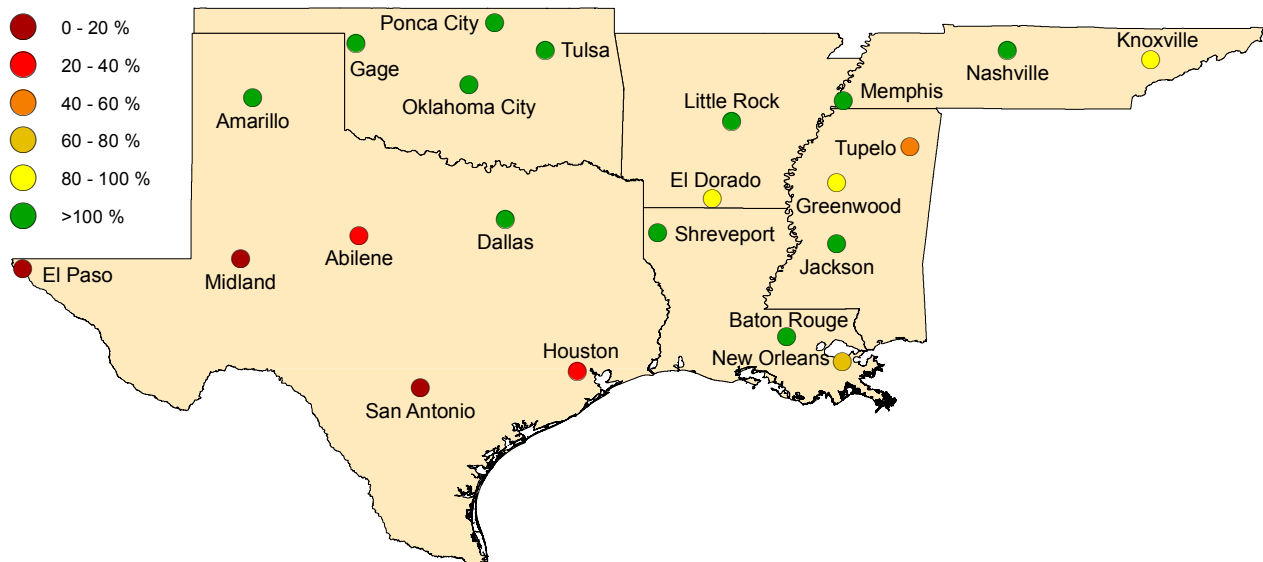 0 - 20 %
20 - 40 %
40 - 60 %
60 - 80 %
80 - 100 %
>100 %
Ponca City
Gage
Tulsa
Oklahoma City
Amarillo
Knoxville
Nashville
Memphis
Little Rock
Tupelo
El Dorado
Greenwood
Shreveport
Jackson
Dallas
Abilene
Midland
El Paso
Baton Rouge
New Orleans
Houston
San Antonio